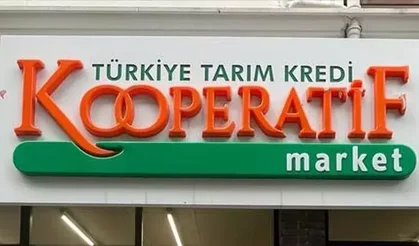 TÜRKİYE TARIM KREDİ
KOOPERATİF
market